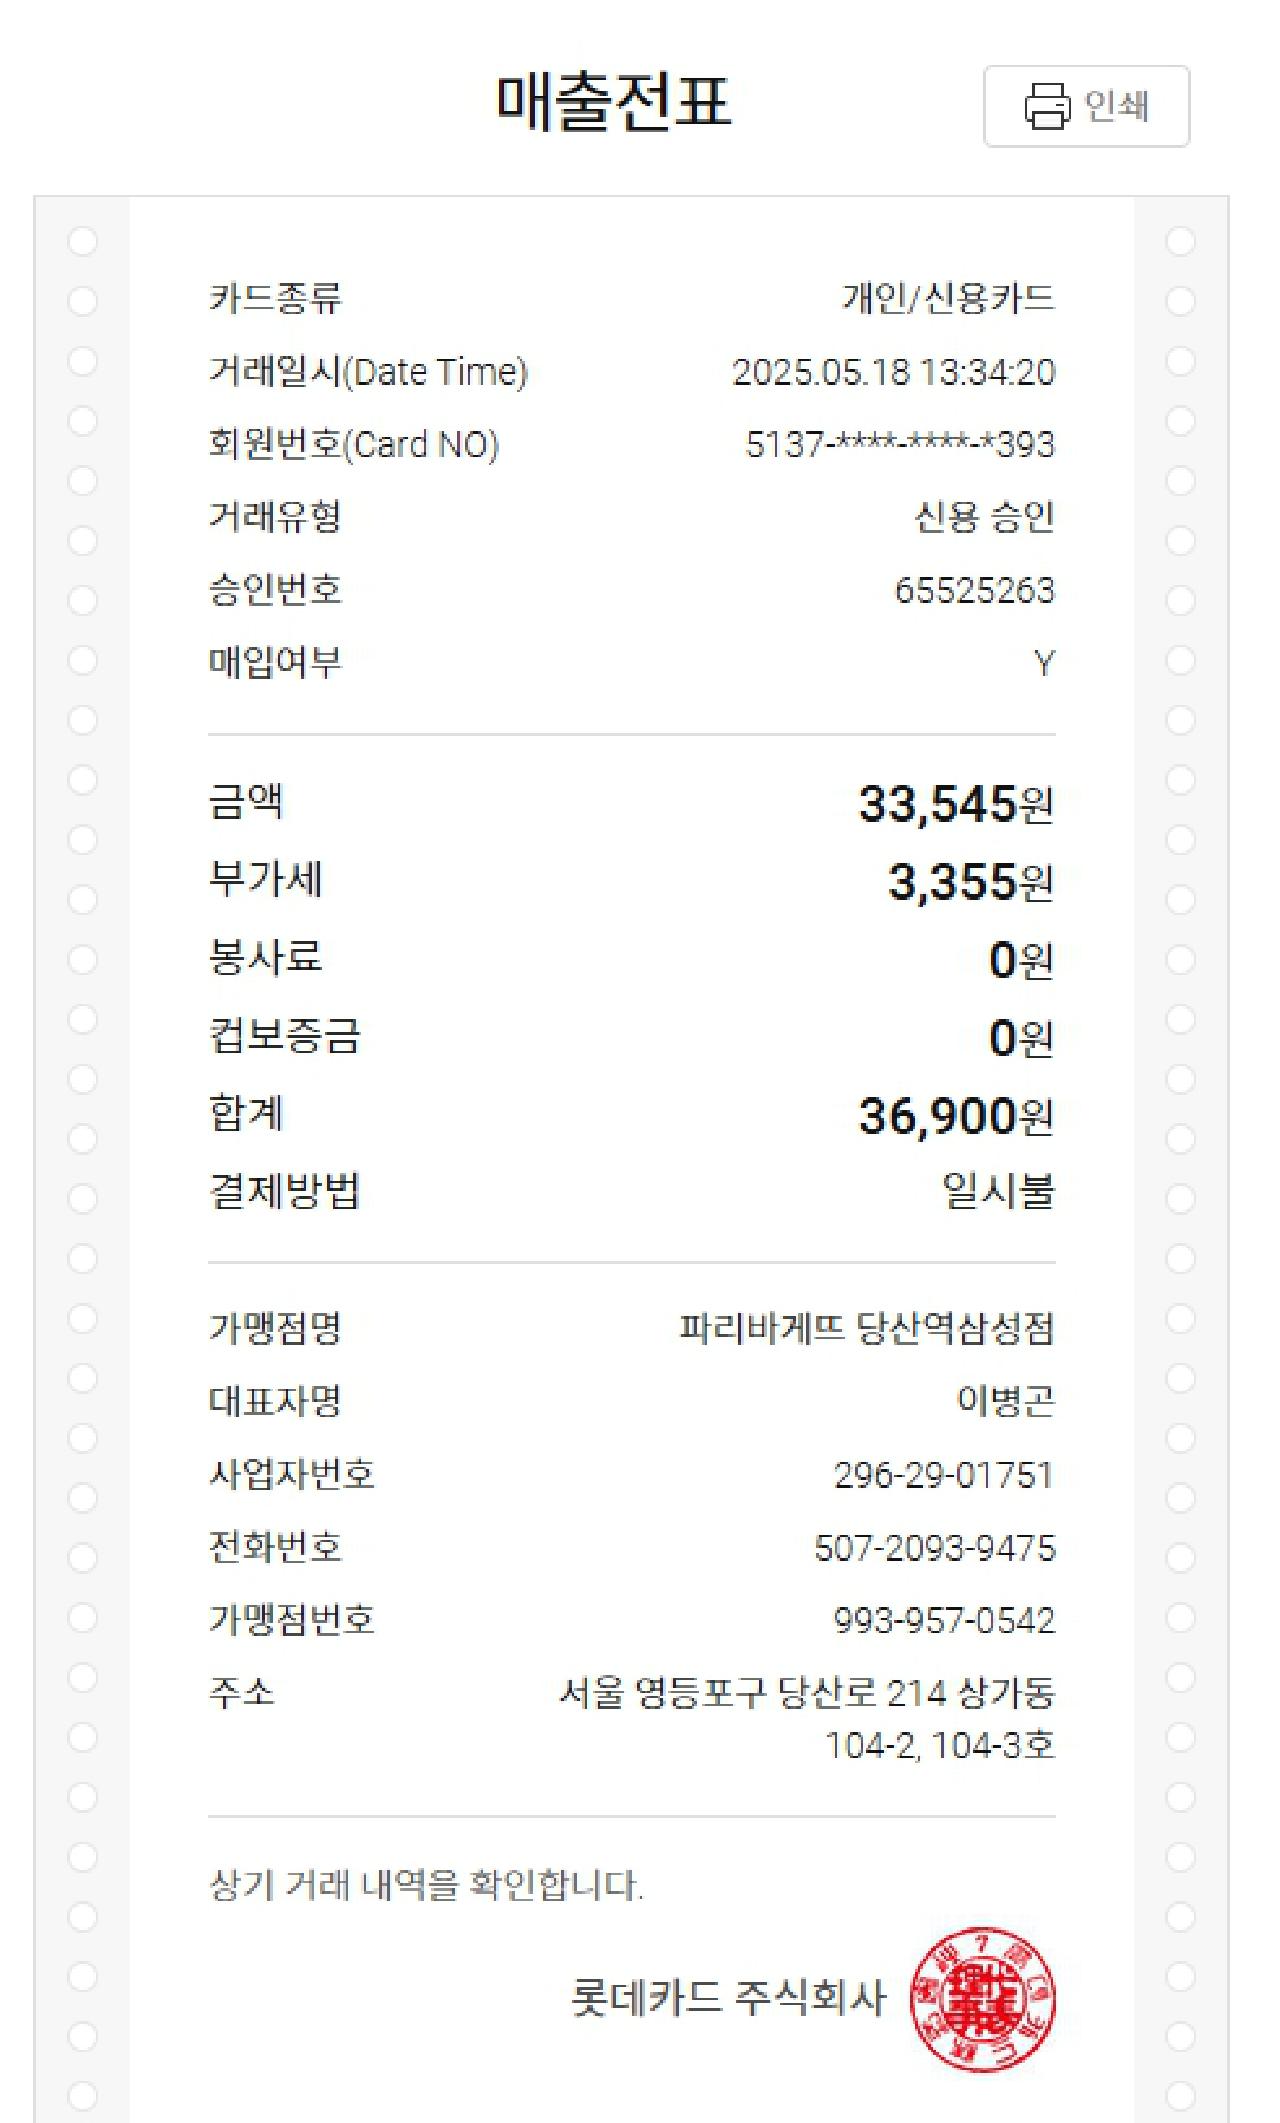 매출전표
인쇄
카드종류 개인/신용카드
거래일시(Date Time) 2025.05.18 13:34:20
회원번호(Card NO) 5137-****-****-*393
거래유형 신용 승인
승인번호 65525263
매입여부 Y
금액 33,545원
부가세 3,355원
봉사료 0원
컵보증금 0원
합계 36,900원
결제방법 일시불
가맹점명 파리바게뜨 당산역삼성점
대표자명 이병곤
사업자번호 296-29-01751
전화번호 507-2093-9475
가맹점번호 993-957-0542
주소 서울 영등포구 당산로 214 상가동
104-2, 104-3호
상기 거래 내역을 확인합니다.
롯데카드 주식회사